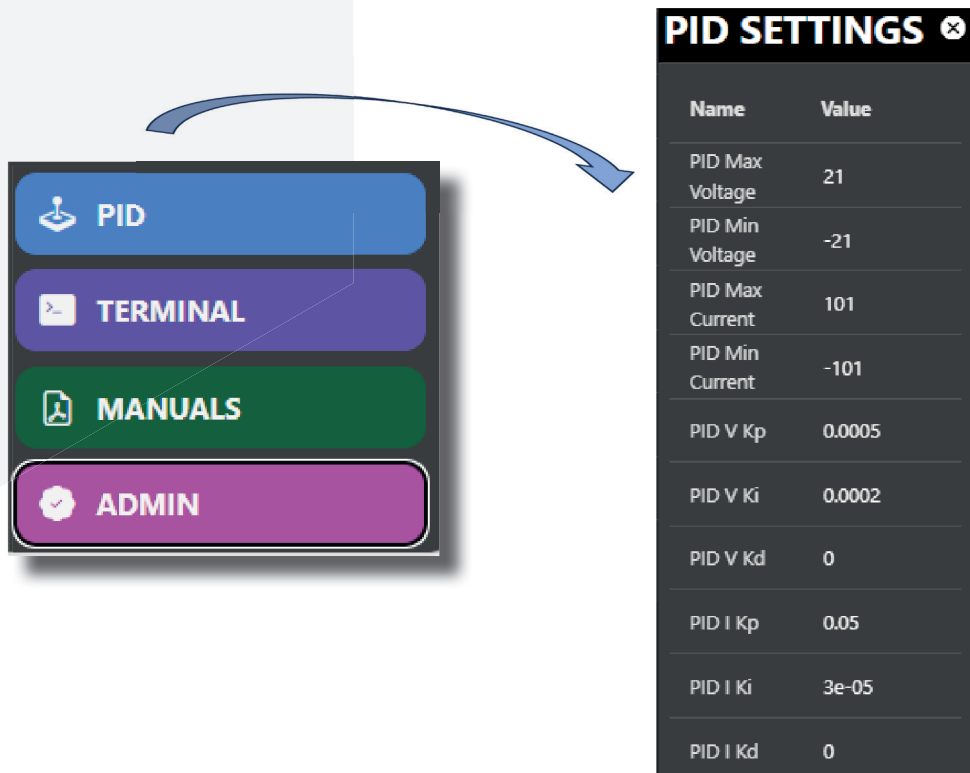 PID
TERMINAL
MANUALS
ADMIN
PID SETTINGS
Name Value
PID Max
Voltage 21
PID Min
Voltage -21
PID Max
Current 101
PID Min
Current -101
PID V Kp 0.0005
PID V Ki 0.0002
PID V Kd 0
PID I Kp 0.05
PID I Ki 3e-05
PID I Kd 0